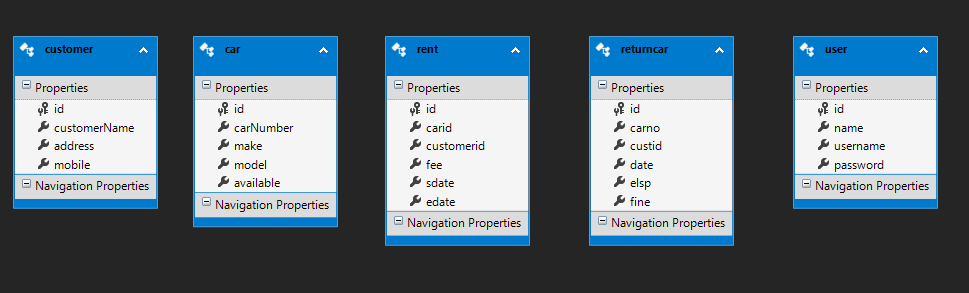 customer
Properties
id
customerName
address
mobile
Navigation Properties
car
Properties
id
carNumber
make
model
available
Navigation Properties
rent
Properties
id
carid
customerid
fee
sdate
edate
Navigation Properties
returncar
Properties
id
carno
custid
date
elsp
fine
Navigation Properties
user
Properties
id
name
username
password
Navigation Properties